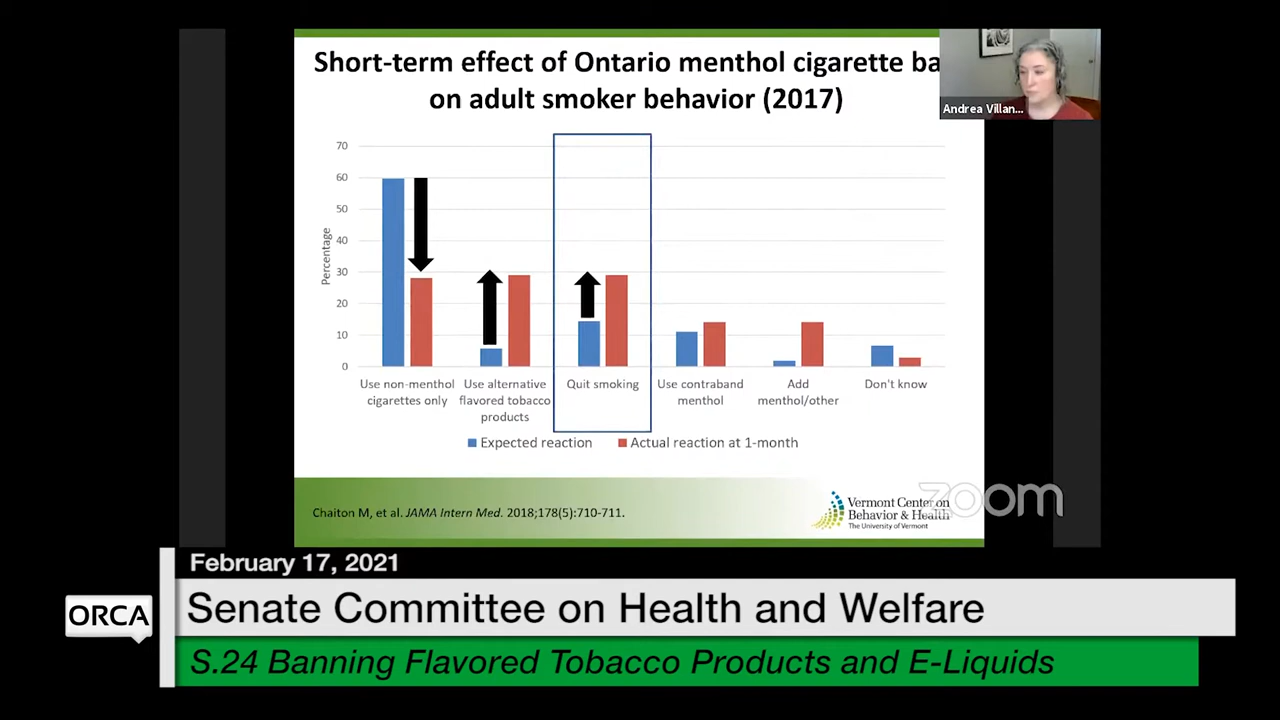 Short-term effect of Ontario menthol cigarette ba
on adult smoker behavior (2017)
Andrea Villan...
Percentage
70
60
50
40
30
20
10
0
Use non-menthol
cigarettes only
Use alternative
flavored tobacco
products
Quit smoking
Use contraband
menthol
Add
menthol/other
Don't know
Expected reaction
Actual reaction at 1-month
Chaiton M, et al. JAMA Intern Med. 2018;178(5):710-711.
Vermont Center on
Behavior & Health
The University of Vermont
zoom
February 17, 2021
ORCA
Senate Committee on Health and Welfare
S.24 Banning Flavored Tobacco Products and E-Liquids